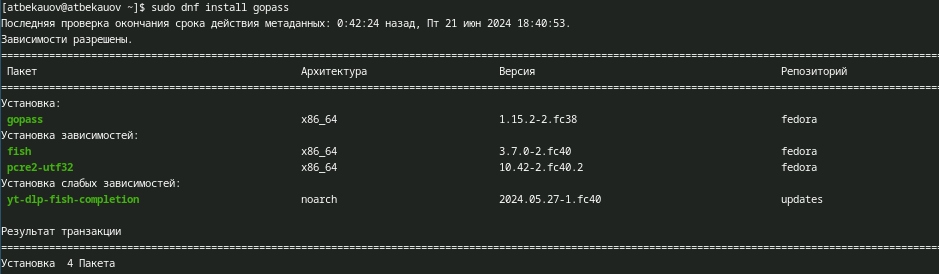 [atbekauov@atbekauov ~]$ sudo dnf install gopass
Последняя проверка окончания срока действия метаданных: 0:42:24 назад, Пт 21 июн 2024 18:40:53.
Зависимости разрешены.
Пакет Архитектура Версия Репозиторий
Установка:
gopass x86_64 1.15.2-2.fc38 fedora
Установка зависимостей:
fish x86_64 3.7.0-2.fc40 fedora
pcre2-utf32 x86_64 10.42-2.fc40.2 fedora
Установка слабых зависимостей:
yt-dlp-fish-completion noarch 2024.05.27-1.fc40 updates
Результат транзакции
Установка 4 Пакета